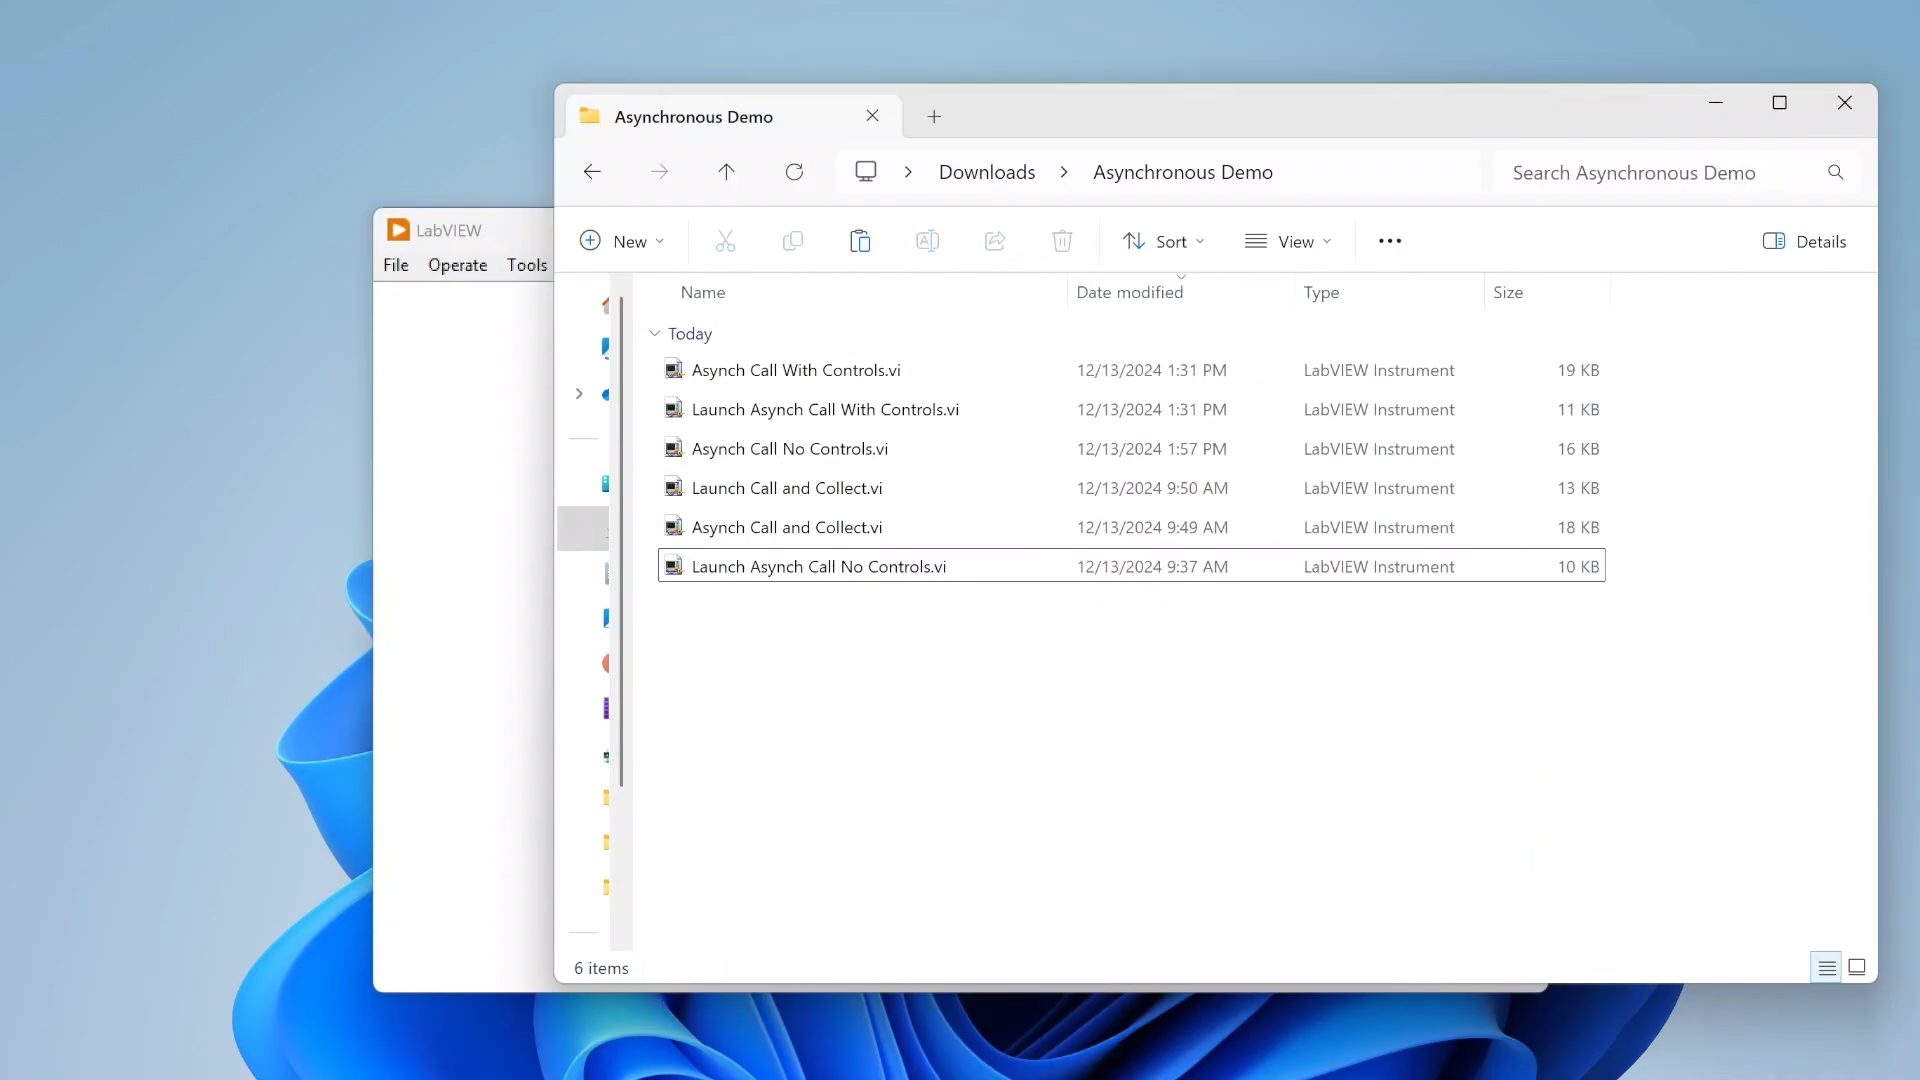 Asynchronous Demo
Downloads
Asynchronous Demo
Search Asynchronous Demo
LabVIEW
File Operate Tools
New
Sort
View
Details
Name Date modified Type Size
Today
Asynch Call With Controls.vi 12/13/2024 1:31 PM LabVIEW Instrument 19 KB
Launch Asynch Call With Controls.vi 12/13/2024 1:31 PM LabVIEW Instrument 11 KB
Asynch Call No Controls.vi 12/13/2024 1:57 PM LabVIEW Instrument 16 KB
Launch Call and Collect.vi 12/13/2024 9:50 AM LabVIEW Instrument 13 KB
Asynch Call and Collect.vi 12/13/2024 9:49 AM LabVIEW Instrument 18 KB
Launch Asynch Call No Controls.vi 12/13/2024 9:37 AM LabVIEW Instrument 10 KB
6 items